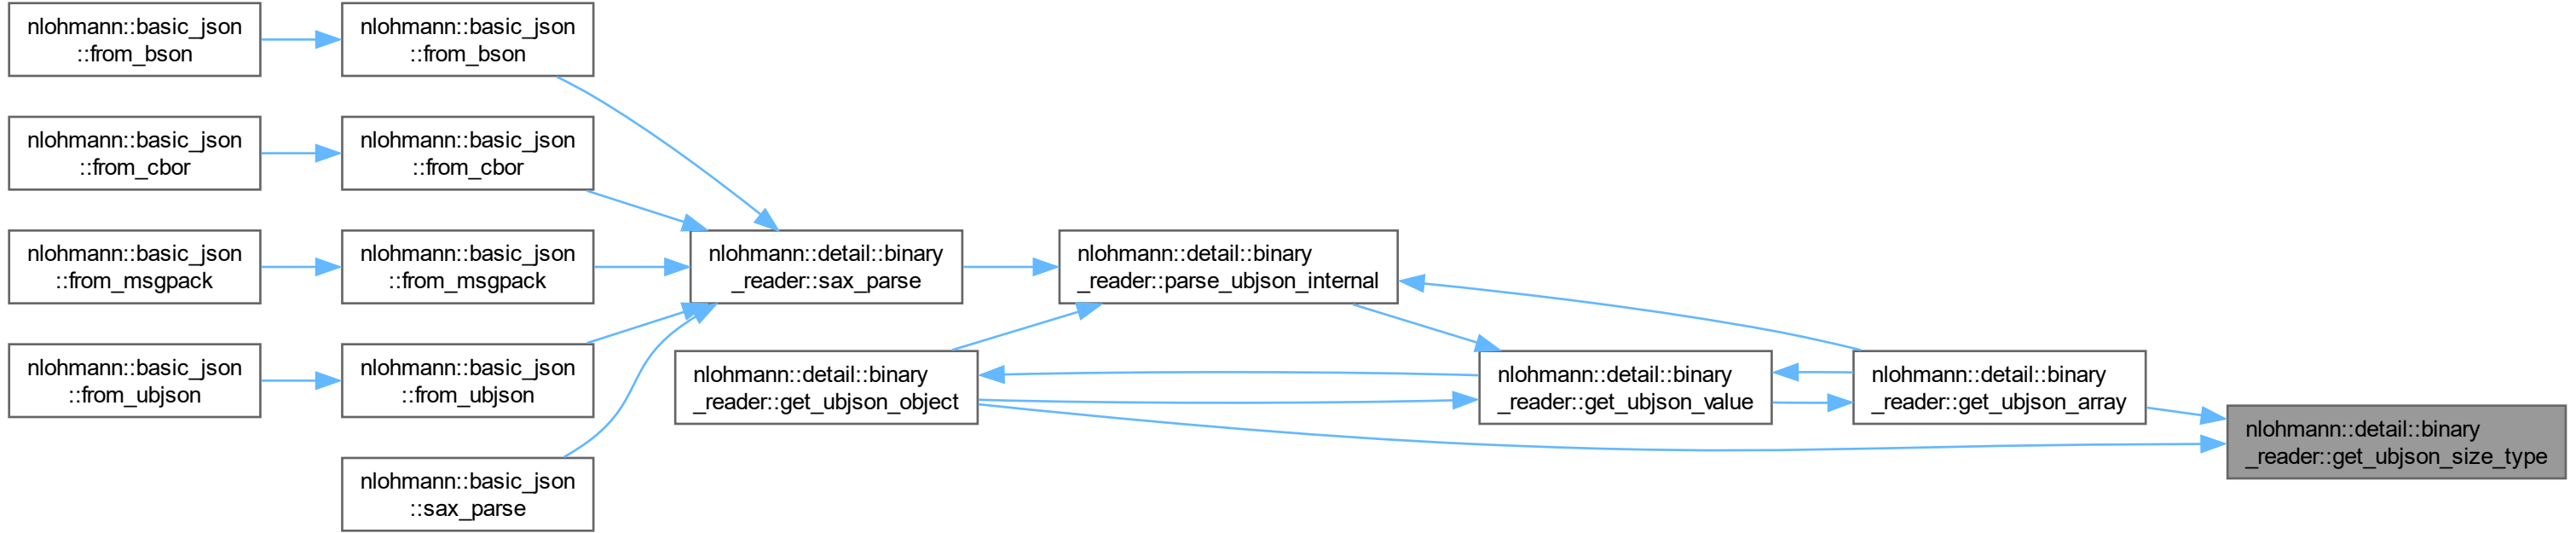 nlohmann::basic_json
::from_bson
nlohmann::basic_json
::from_bson
nlohmann::basic_json
::from_cbor
nlohmann::basic_json
::from_cbor
nlohmann::basic_json
::from_msgpack
nlohmann::basic_json
::from_msgpack
nlohmann::detail::binary
_reader::sax_parse
nlohmann::detail::binary
_reader::parse_ubjson_internal
nlohmann::basic_json
::from_ubjson
nlohmann::basic_json
::from_ubjson
nlohmann::detail::binary
_reader::get_ubjson_object
nlohmann::detail::binary
_reader::get_ubjson_value
nlohmann::detail::binary
_reader::get_ubjson_array
nlohmann::detail::binary
_reader::get_ubjson_size_type
nlohmann::basic_json
::sax_parse